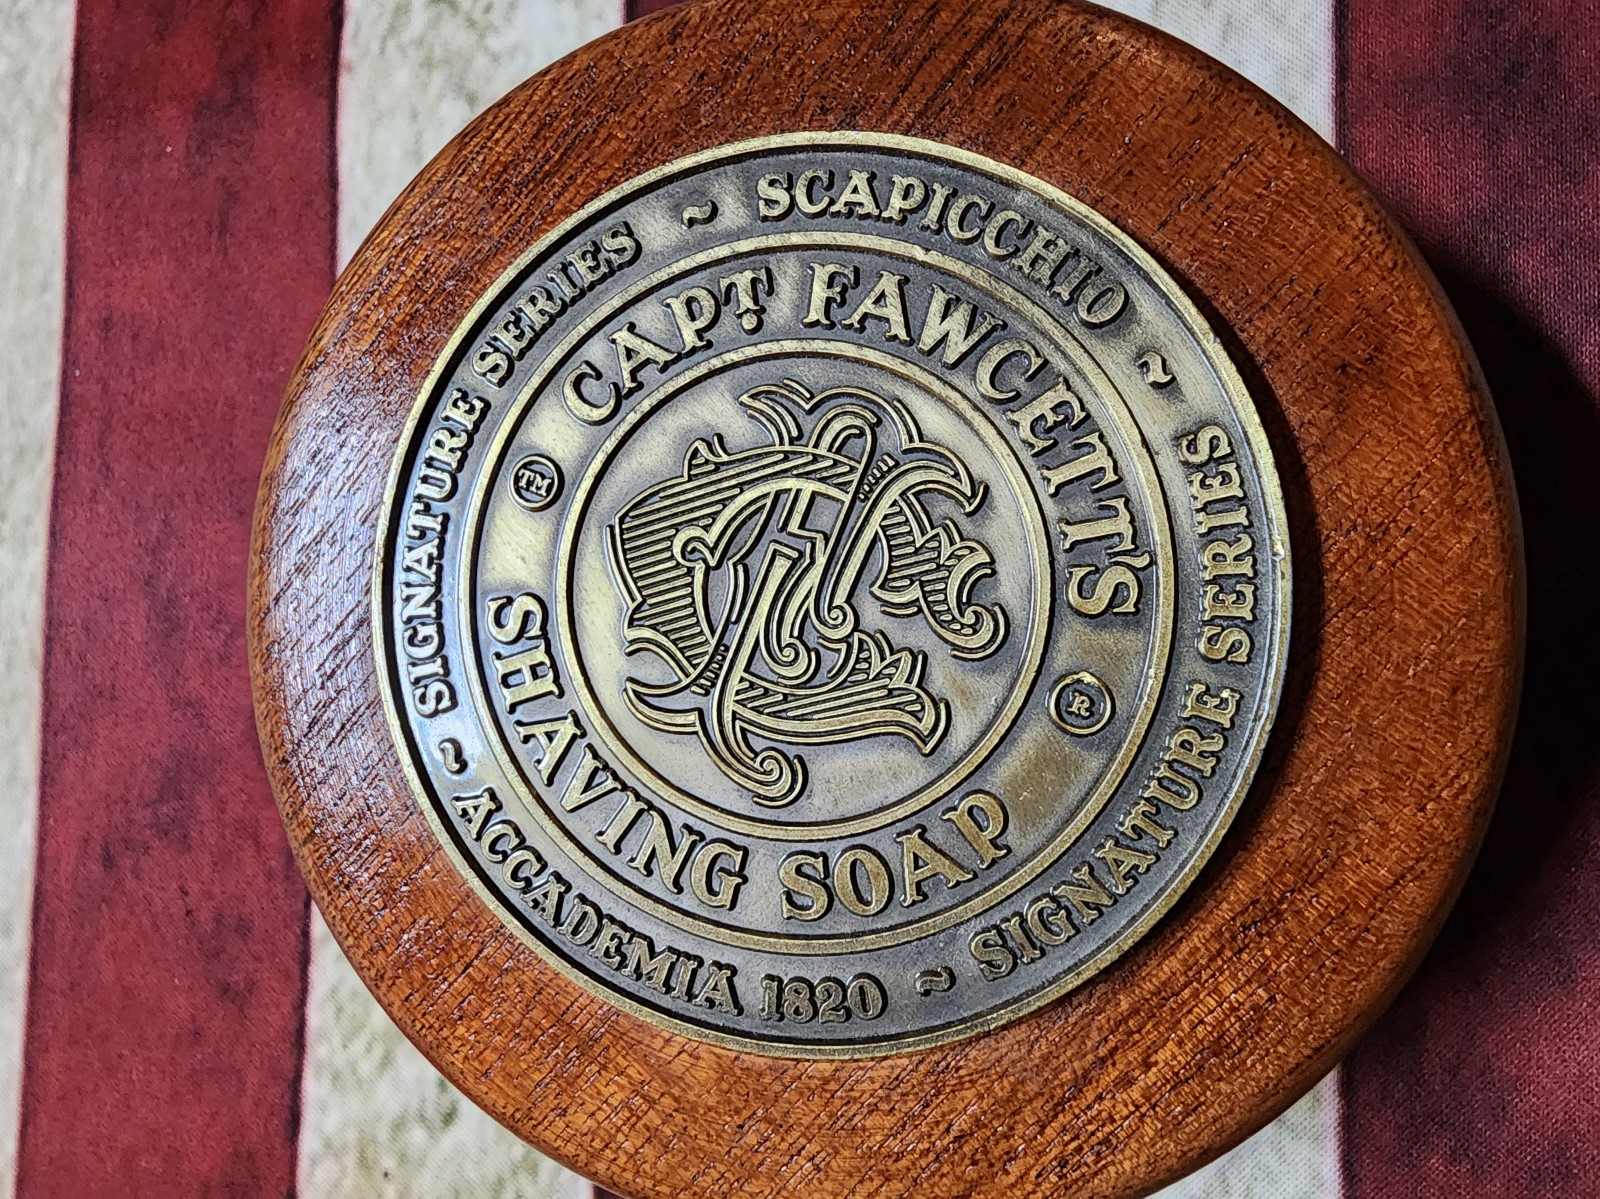 ~ SCAPICCHIO ~ SIGNATURE SERIES
~ ACCADEMIA 1820 ~ SIGNATURE SERIES
CAPT. FAWCETT'S
TM
R
SHAVING SOAP